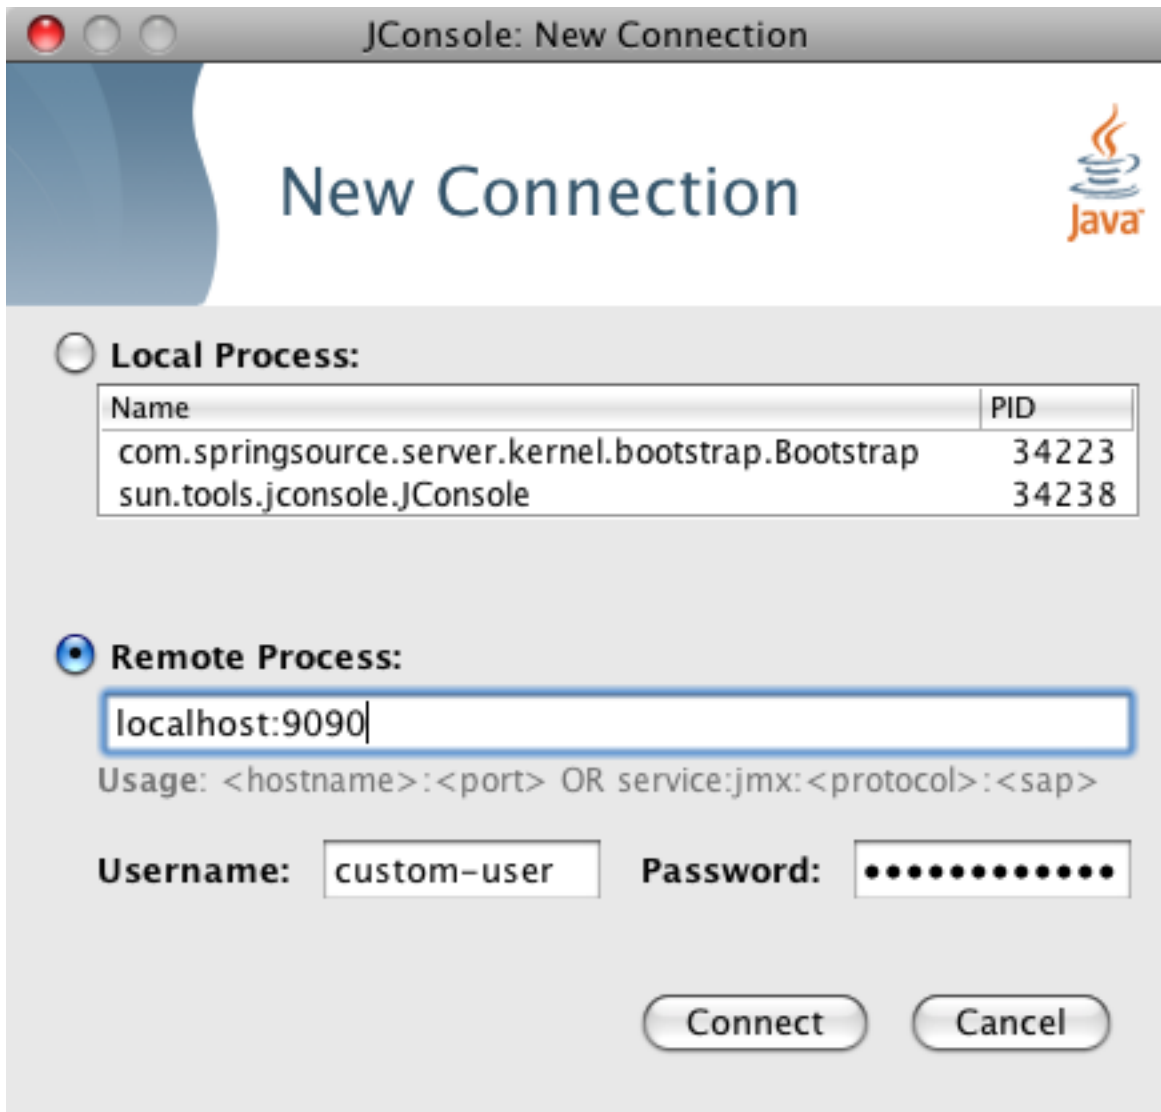 JConsole: New Connection
New Connection
Java
Local Process:
Name PID
com.springsource.server.kernel.bootstrap.Bootstrap 34223
sun.tools.jconsole.JConsole 34238
Remote Process:
localhost:9090
Usage: <hostname>:<port> OR service:jmx:<protocol>:<sap>
Username: custom-user Password: ••••••••••••
Connect Cancel